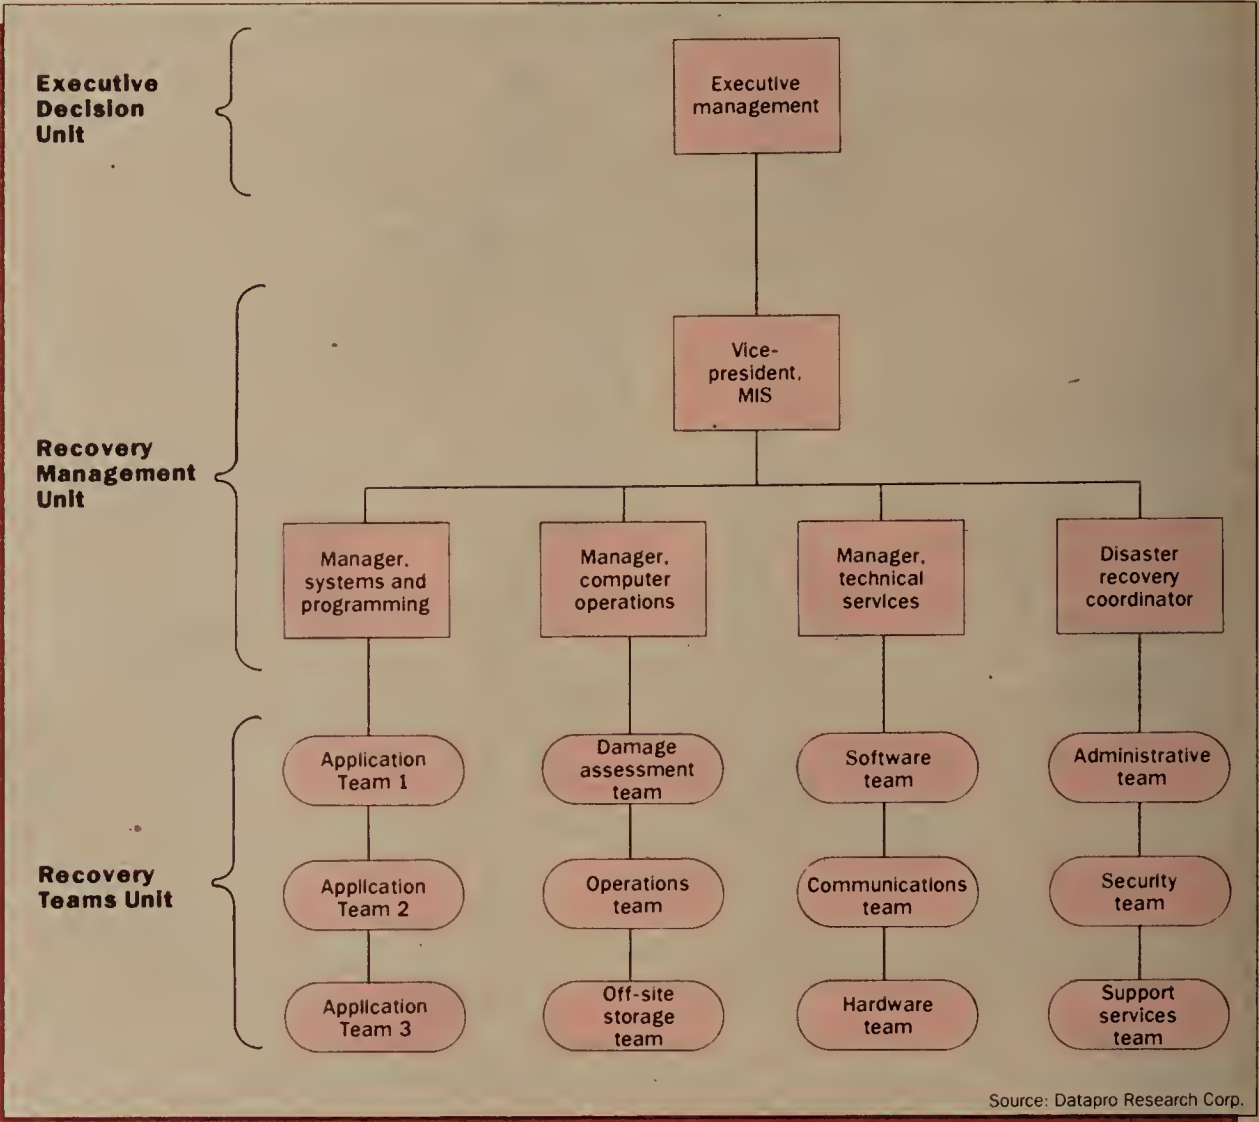 Executive
Decision
Unit
Executive
management
Recovery
Management
Unit
Vice-
president,
MIS
Manager,
systems and
programming
Manager,
computer
operations
Manager,
technical
services
Disaster
recovery
coordinator
Recovery
Teams Unit
Application
Team 1
Damage
assessment
team
Software
team
Administrative
team
Application
Team 2
Operations
team
Communications
team
Security
team
Application
Team 3
Off-site
storage
team
Hardware
team
Support
services
team
Source: Datapro Research Corp.